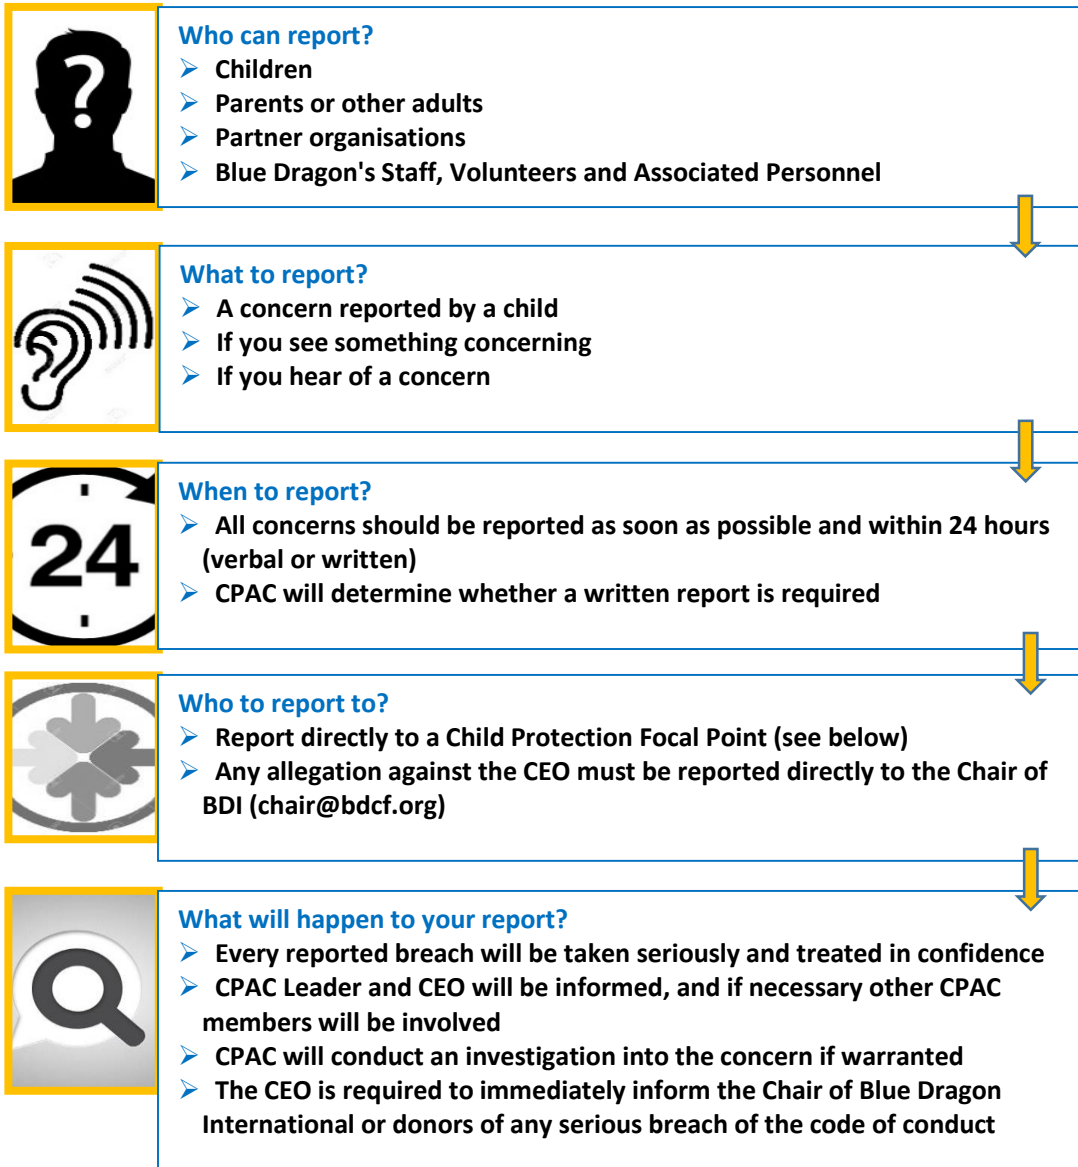 ?
Who can report?
➢ Children
➢ Parents or other adults
➢ Partner organisations
➢ Blue Dragon's Staff, Volunteers and Associated Personnel
What to report?
➢ A concern reported by a child
➢ If you see something concerning
➢ If you hear of a concern
24
When to report?
➢ All concerns should be reported as soon as possible and within 24 hours
(verbal or written)
➢ CPAC will determine whether a written report is required
Who to report to?
➢ Report directly to a Child Protection Focal Point (see below)
➢ Any allegation against the CEO must be reported directly to the Chair of
BDI (chair@bdcf.org)
What will happen to your report?
➢ Every reported breach will be taken seriously and treated in confidence
➢ CPAC Leader and CEO will be informed, and if necessary other CPAC
members will be involved
➢ CPAC will conduct an investigation into the concern if warranted
➢ The CEO is required to immediately inform the Chair of Blue Dragon
International or donors of any serious breach of the code of conduct